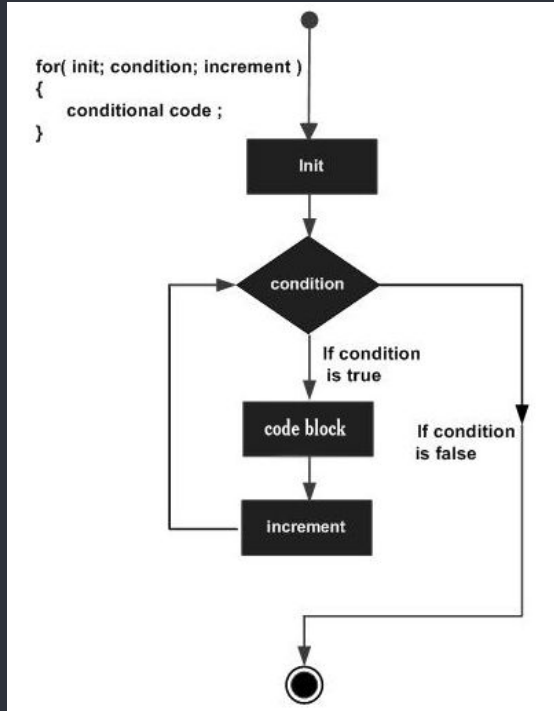 for( init; condition; increment )
{
conditional code ;
}
Init
condition
If condition
is true
code block
If condition
is false
increment